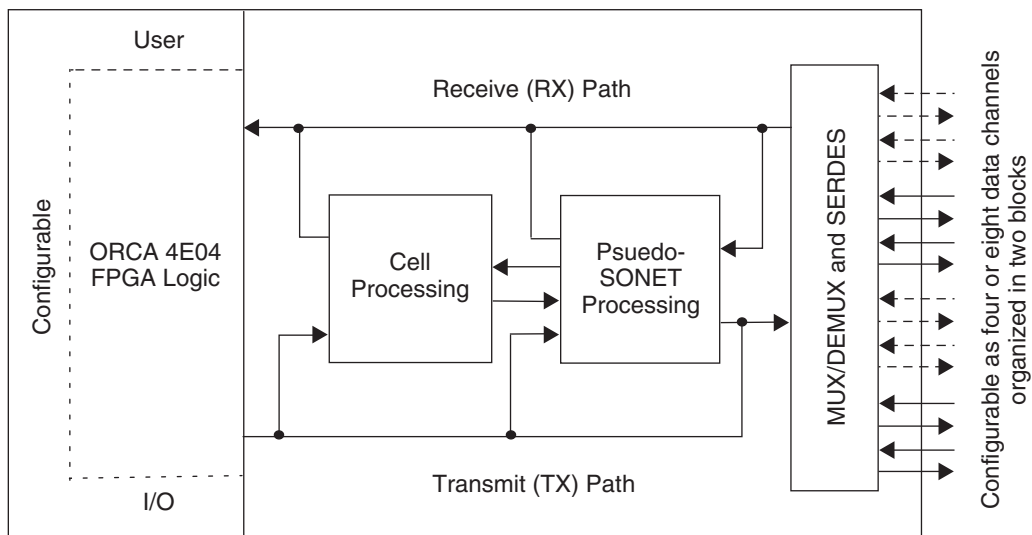 User
Configurable
ORCA 4E04
FPGA Logic
I/O
Receive (RX) Path
Cell
Processing
Psuedo-
SONET
Processing
Transmit (TX) Path
MUX/DEMUX and SERDES
Configurable as four or eight data channels
organized in two blocks